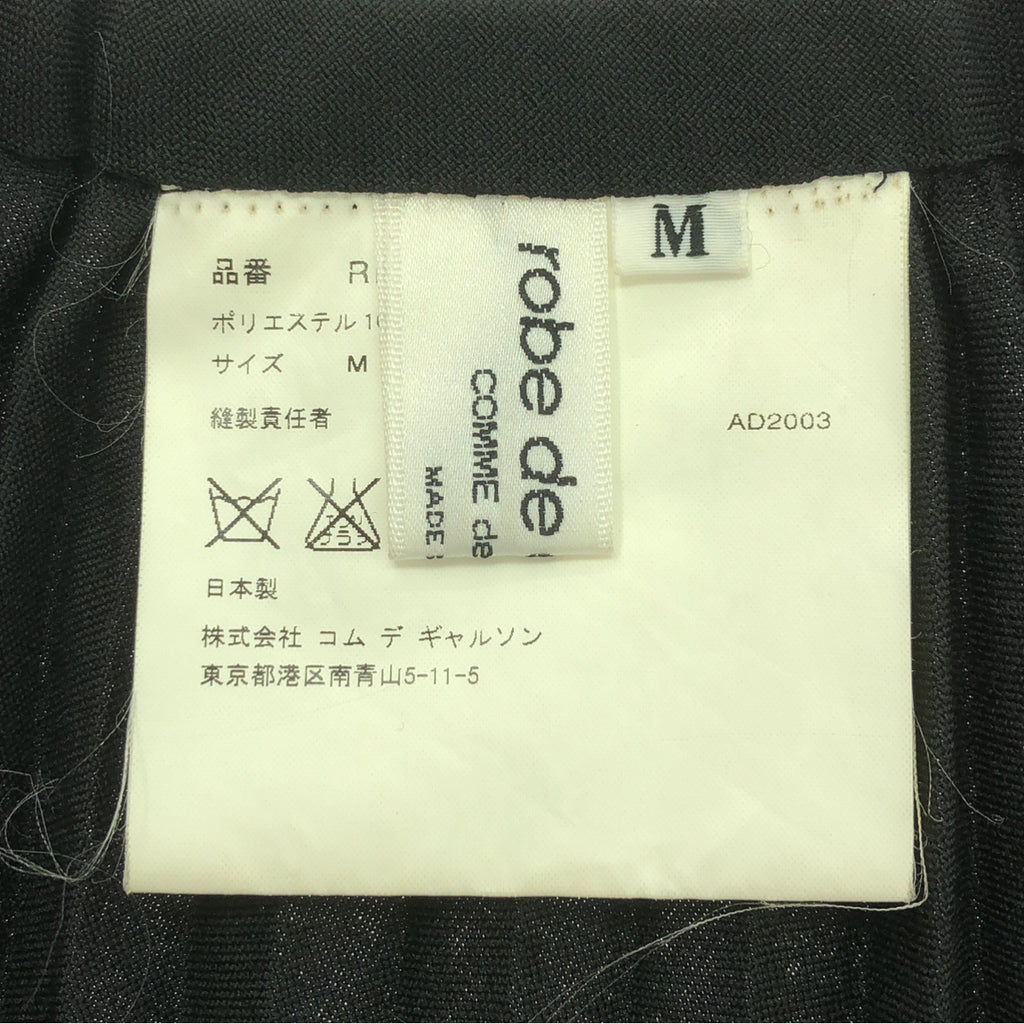 M
品番 R
ポリエステル 10
サイズ M
縫製責任者
AD2003
robe de
COMME de
MADE
日本製
株式会社 コム デ ギャルソン
東京都港区南青山5-11-5